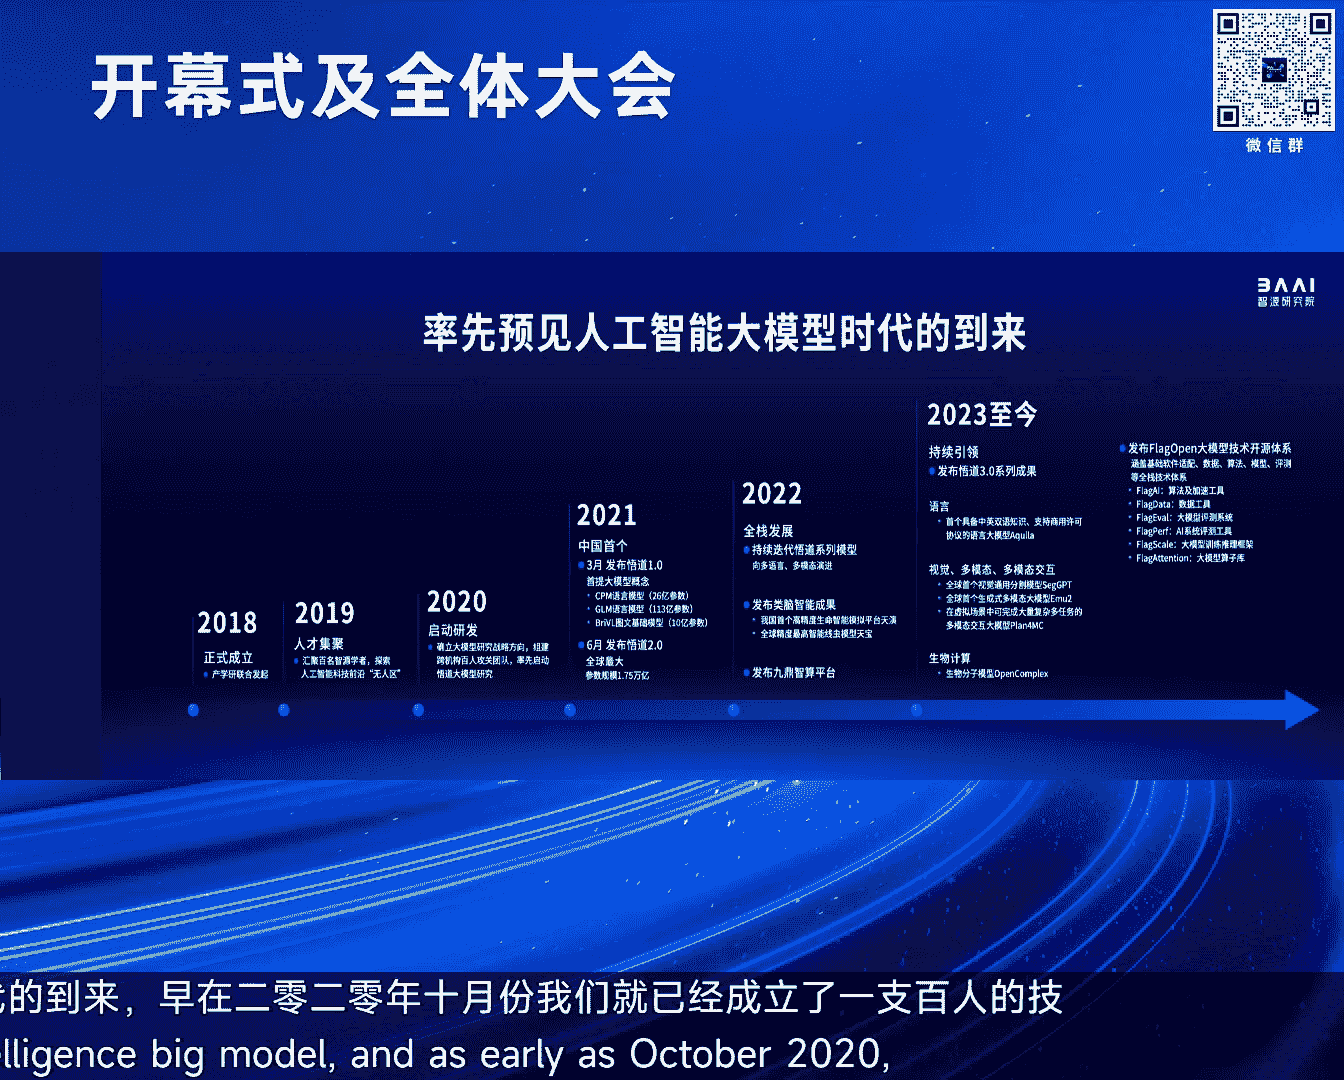 开幕式及全体大会
微信群
BAAI
智源研究院
率先预见人工智能大模型时代的到来
2018
正式成立
产学研联合发起
2019
人才集聚
汇聚百名智源学者，探索
人工智能科技前沿“无人区”
2020
启动研发
确立大模型研究战略方向，组建
跨机构百人攻关团队，率先启动
悟道大模型研究
2021
中国首个
3月 发布悟道1.0
首提大模型概念
CPM语言模型（26亿参数）
GLM语言模型（113亿参数）
BriVL图文基础模型（10亿参数）
6月 发布悟道2.0
全球最大
参数规模1.75万亿
2022
全栈发展
持续迭代悟道系列模型
向多语言、多模态演进
发布类脑智能成果
我国首个高精度生命智能模拟平台天演
全球精度最高智能线虫模型天宝
发布九鼎智算平台
2023至今
持续引领
发布悟道3.0系列成果
语言
首个具备中英双语知识、支持商用许可
协议的语言大模型Aquila
视觉、多模态、多模态交互
全球首个视觉通用分割模型SegGPT
全球首个生成式多模态大模型Emu2
在虚拟场景中可完成大量复杂多任务的
多模态交互大模型Plan4MC
生物计算
生物分子模型OpenComplex
发布FlagOpen大模型技术开源体系
涵盖基础软件适配、数据、算法、模型、评测
等全栈技术体系
FlagAI：算法及加速工具
FlagData：数据工具
FlagEval：大模型评测系统
FlagPerf：AI系统评测工具
FlagScale：大模型训练推理框架
FlagAttention：大模型算子库
的到来，早在二零二零年十月份我们就已经成立了一支百人的技
lligence big model, and as early as October 2020,